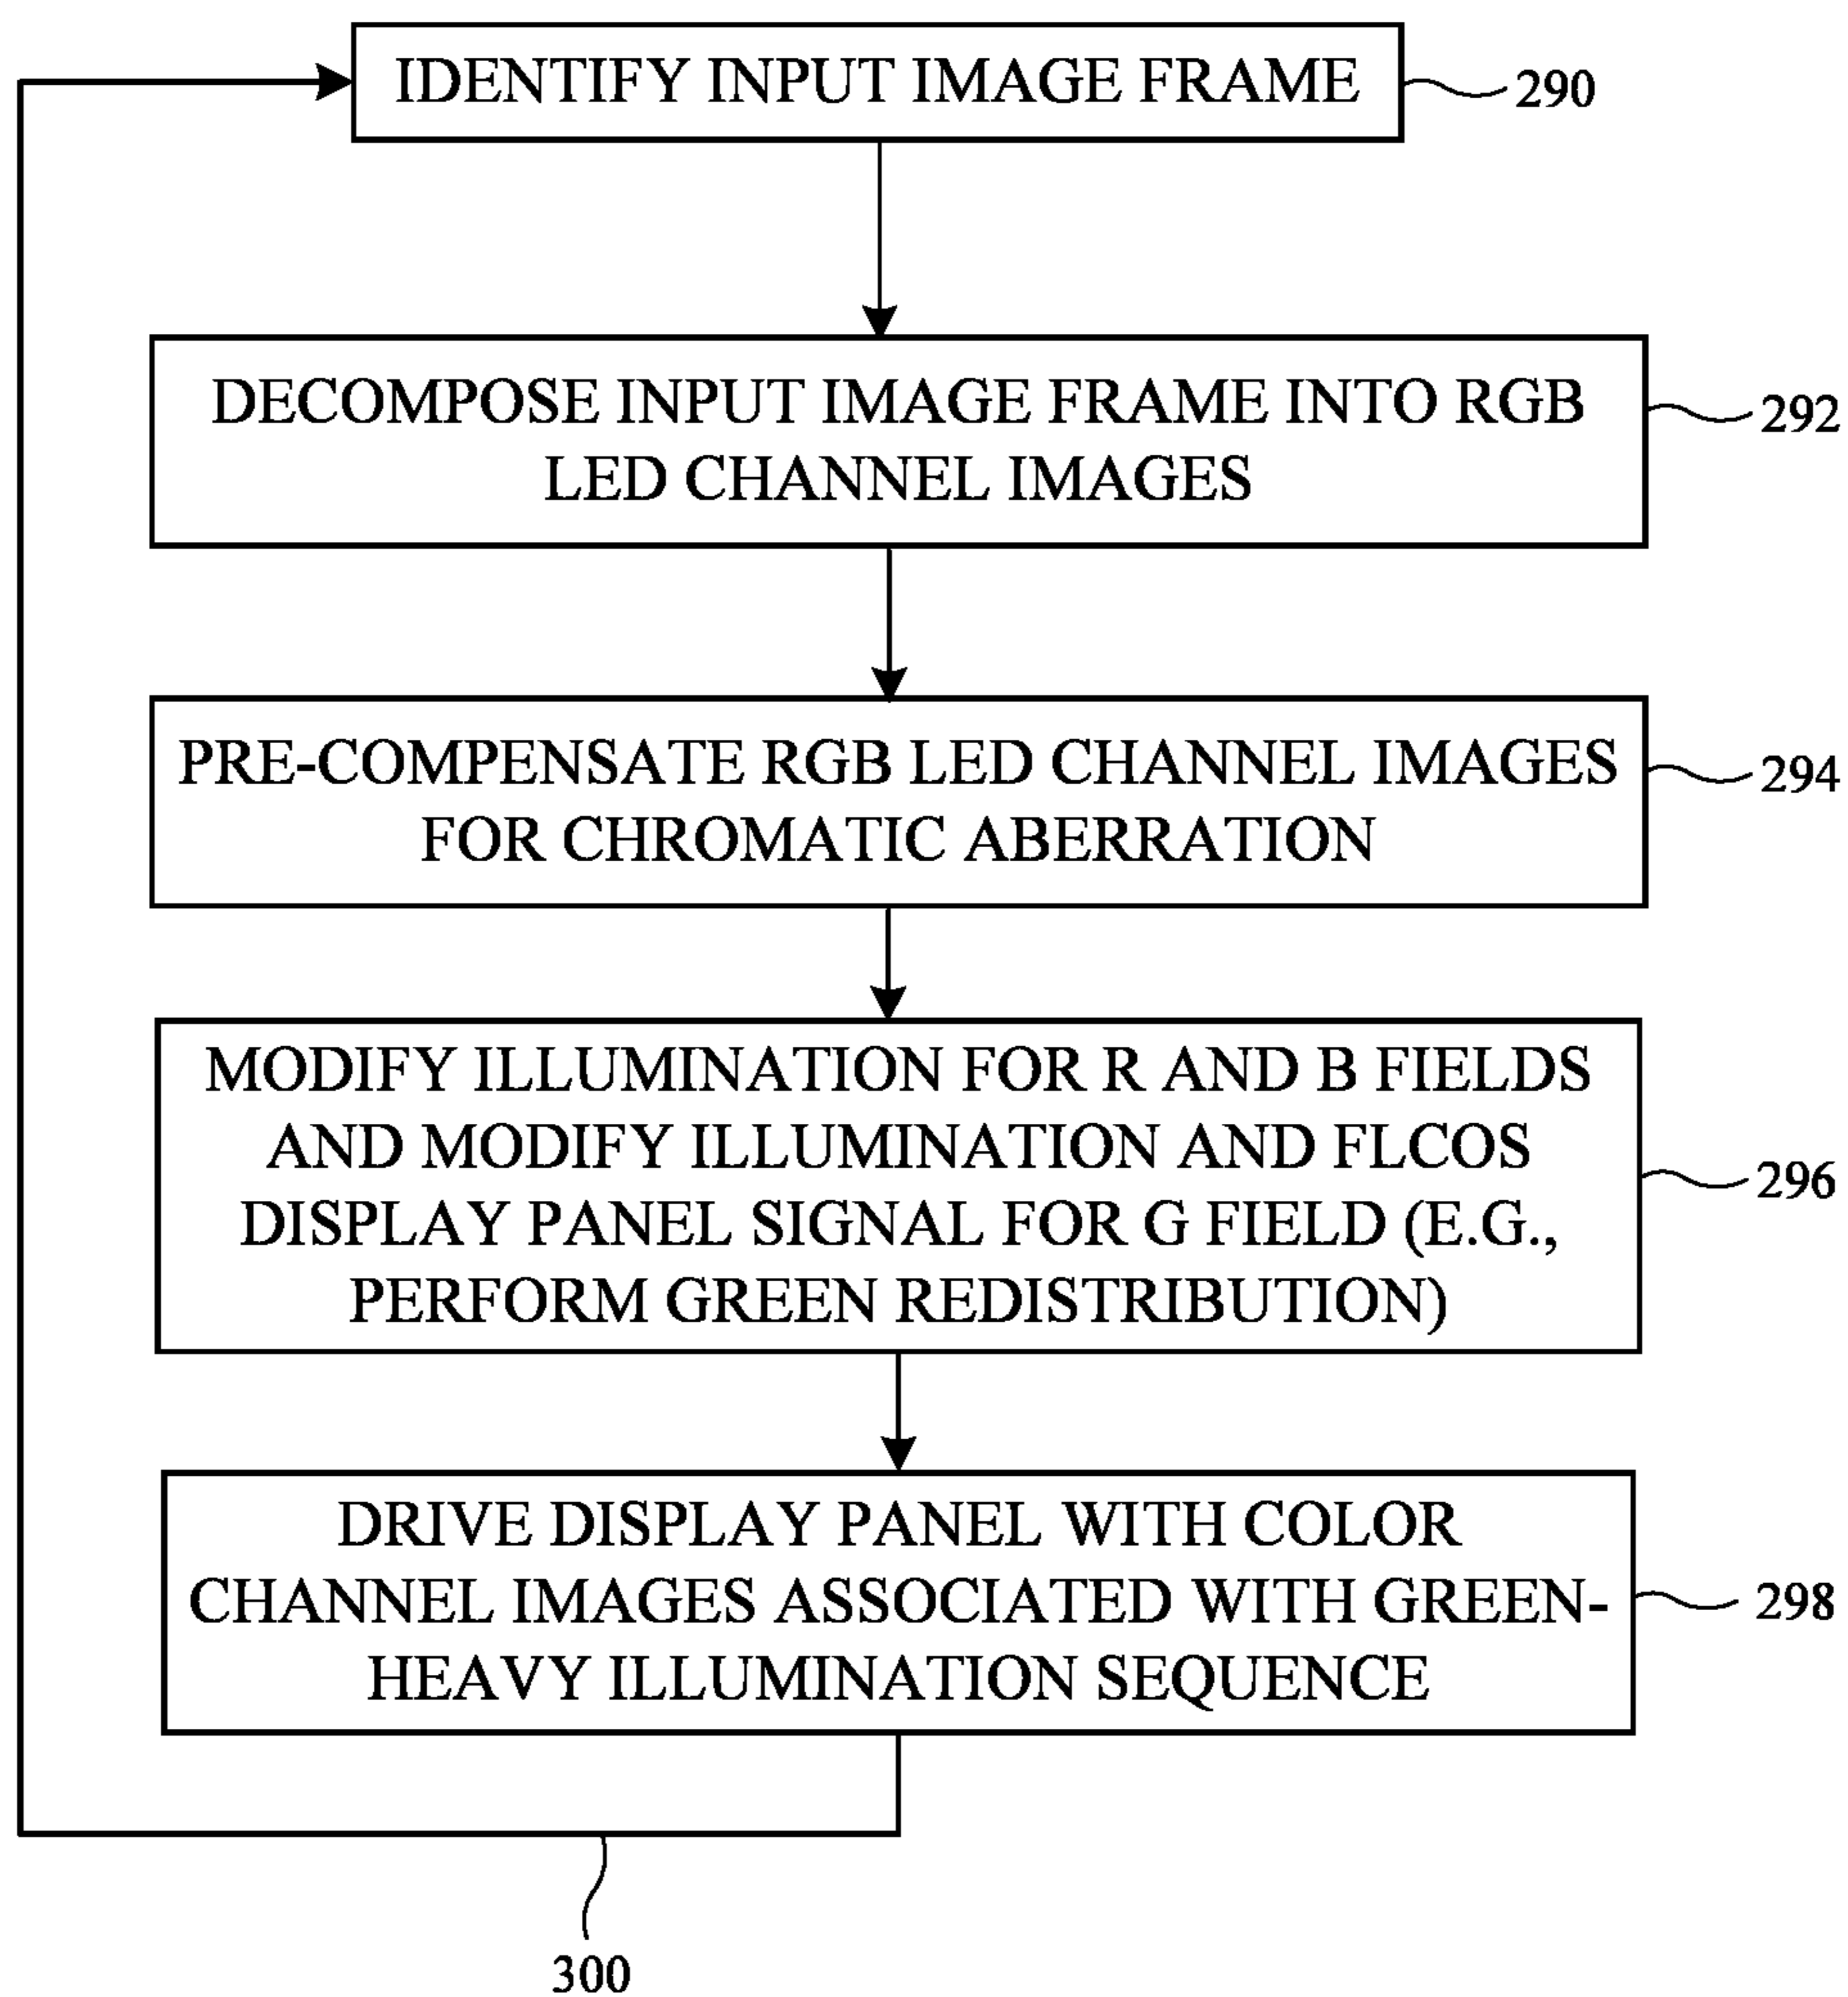 IDENTIFY INPUT IMAGE FRAME
290
DECOMPOSE INPUT IMAGE FRAME INTO RGB
LED CHANNEL IMAGES
292
PRE-COMPENSATE RGB LED CHANNEL IMAGES
FOR CHROMATIC ABERRATION
294
MODIFY ILLUMINATION FOR R AND B FIELDS
AND MODIFY ILLUMINATION AND FLCOS
DISPLAY PANEL SIGNAL FOR G FIELD (E.G.,
PERFORM GREEN REDISTRIBUTION)
296
DRIVE DISPLAY PANEL WITH COLOR
CHANNEL IMAGES ASSOCIATED WITH GREEN-
HEAVY ILLUMINATION SEQUENCE
298
300